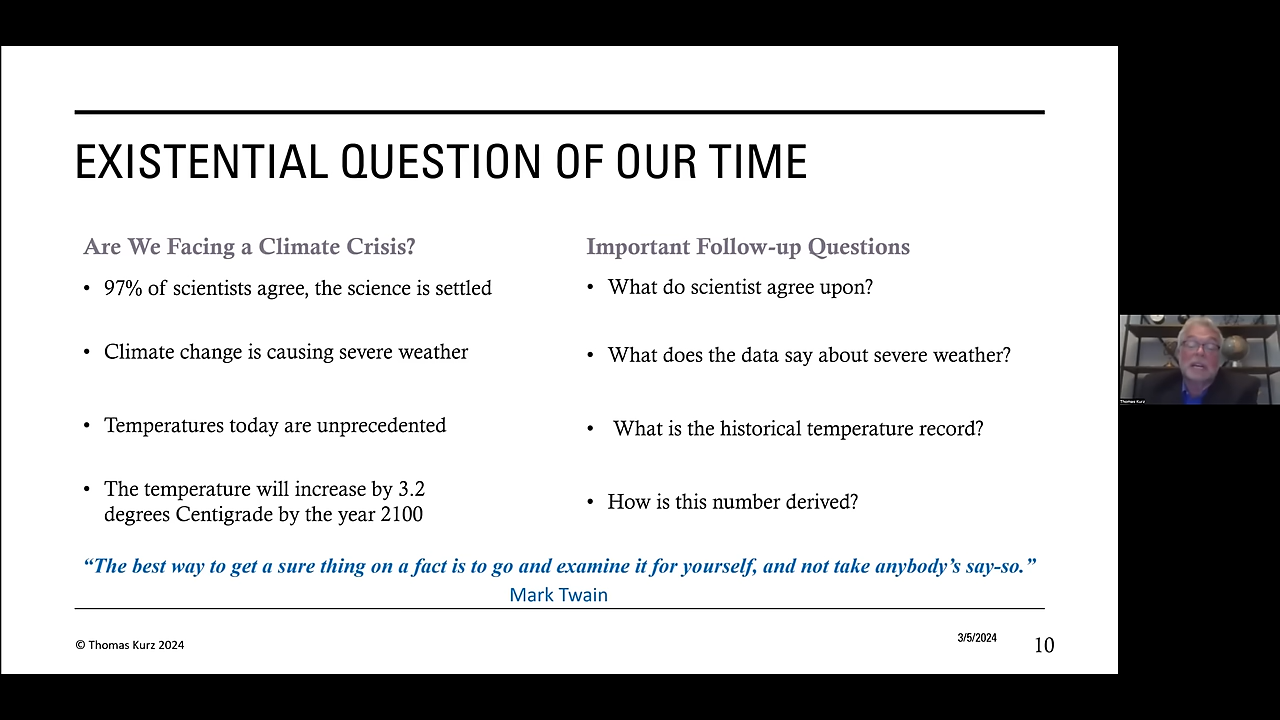 EXISTENTIAL QUESTION OF OUR TIME
Are We Facing a Climate Crisis?
• 97% of scientists agree, the science is settled
• Climate change is causing severe weather
• Temperatures today are unprecedented
• The temperature will increase by 3.2
degrees Centigrade by the year 2100
Important Follow-up Questions
• What do scientist agree upon?
• What does the data say about severe weather?
• What is the historical temperature record?
• How is this number derived?
“The best way to get a sure thing on a fact is to go and examine it for yourself, and not take anybody’s say-so.”
Mark Twain
© Thomas Kurz 2024
3/5/2024
10
Thomas Kurz